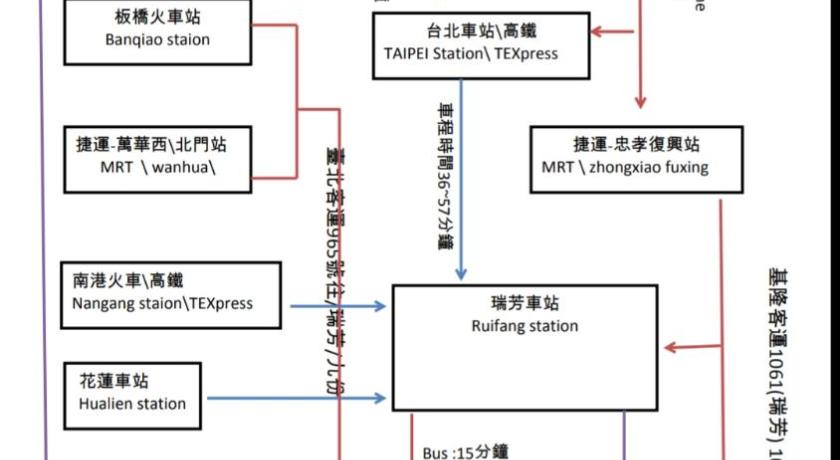 板橋火車站
Banqiao staion
台北車站\高鐵
TAIPEI Station\ TEXpress
捷運-萬華西\北門站
MRT \ wanhua\
車程時間36~57分鐘
捷運-忠孝復興站
MRT \ zhongxiao fuxing
臺北客運965號往/瑞芳/九份
南港火車\高鐵
Nangang staion\TEXpress
瑞芳車站
Ruifang station
基隆客運1061(瑞芳)
花蓮車站
Hualien station
Bus :15分鐘